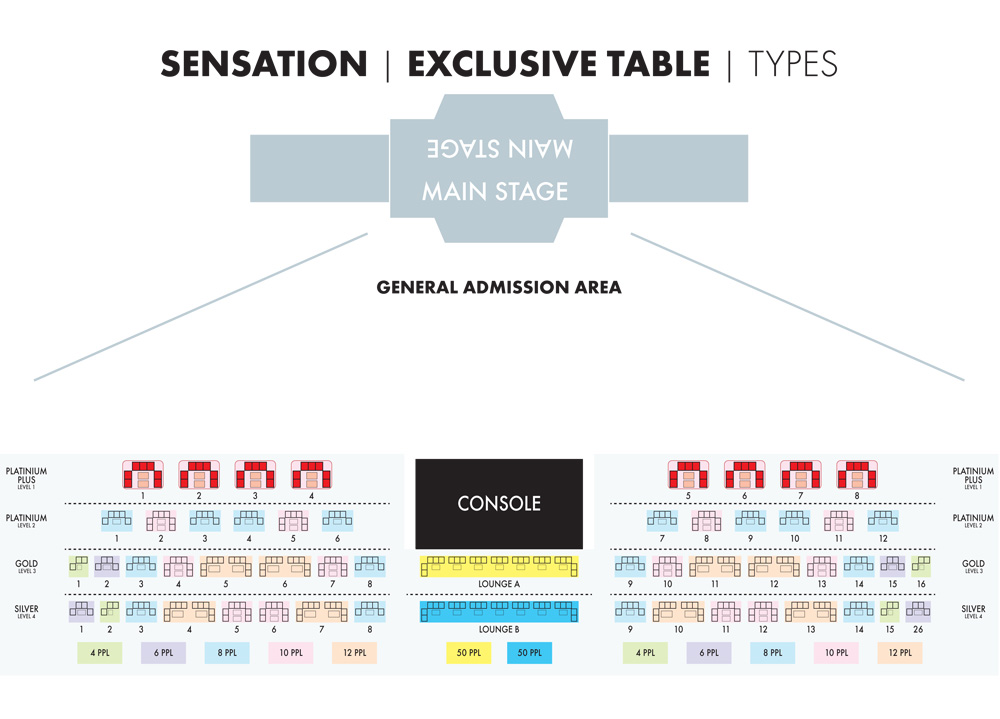 SENSATION | EXCLUSIVE TABLE | TYPES
MAIN STAGE
MAIN STAGE
GENERAL ADMISSION AREA
PLATINIUM
PLUS
LEVEL 1
1 2 3 4
CONSOLE
5 6 7 8
PLATINIUM
PLUS
LEVEL 1
PLATINIUM
LEVEL 2
1 2 3 4 5 6
7 8 9 10 11 12
PLATINIUM
LEVEL 2
GOLD
LEVEL 3
1 2 3 4 5 6 7 8
LOUNGE A
9 10 11 12 13 14 15 16
GOLD
LEVEL 3
SILVER
LEVEL 4
1 2 3 4 5 6 7 8
LOUNGE B
9 10 11 12 13 14 15 26
SILVER
LEVEL 4
4 PPL 6 PPL 8 PPL 10 PPL 12 PPL
50 PPL 50 PPL
4 PPL 6 PPL 8 PPL 10 PPL 12 PPL